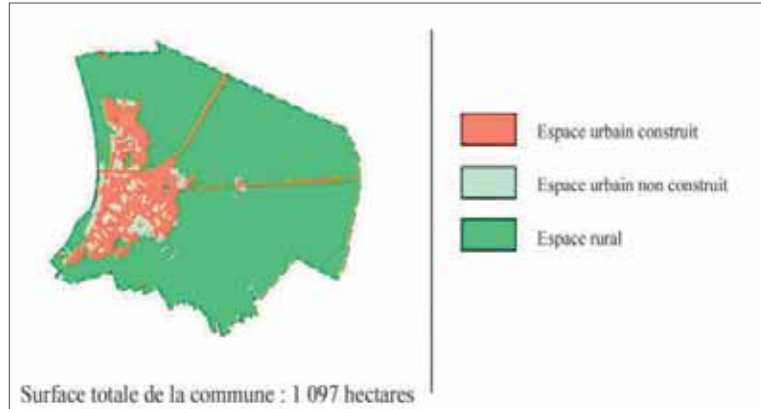 Espace urbain construit
Espace urbain non construit
Espace rural
Surface totale de la commune : 1 097 hectares